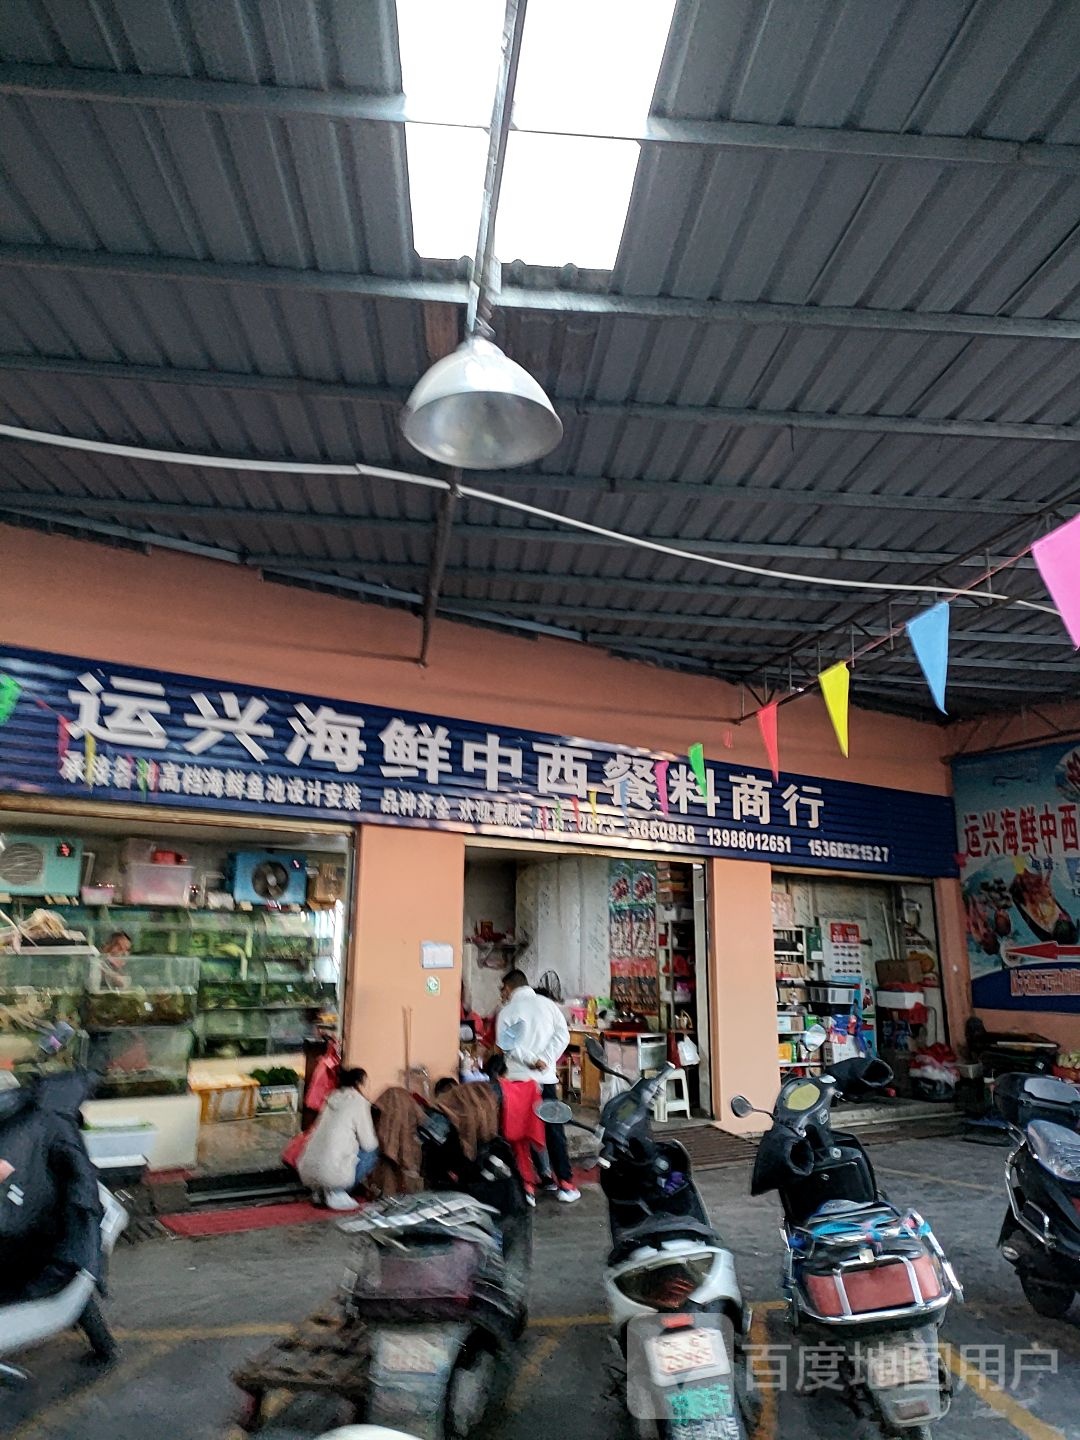 运兴海鲜中西餐料商行
承接各种高档海鲜鱼池设计安装 品种齐全 欢迎惠顾 0873-3660958 13988012651 15368321527
运兴海鲜中西
百度地图用户